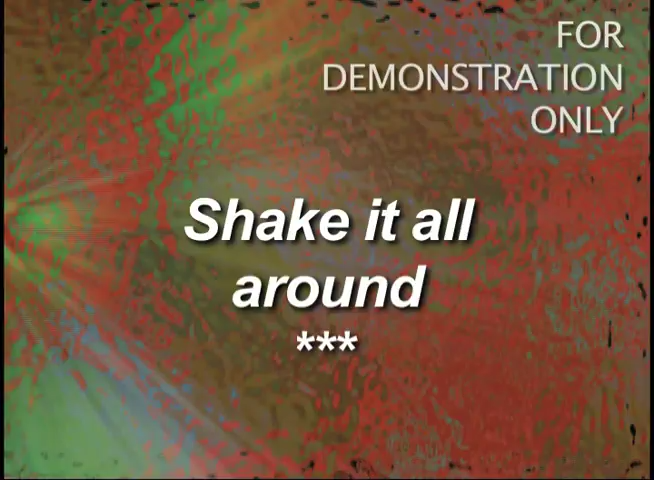 FOR
DEMONSTRATION
ONLY
Shake it all
around
***